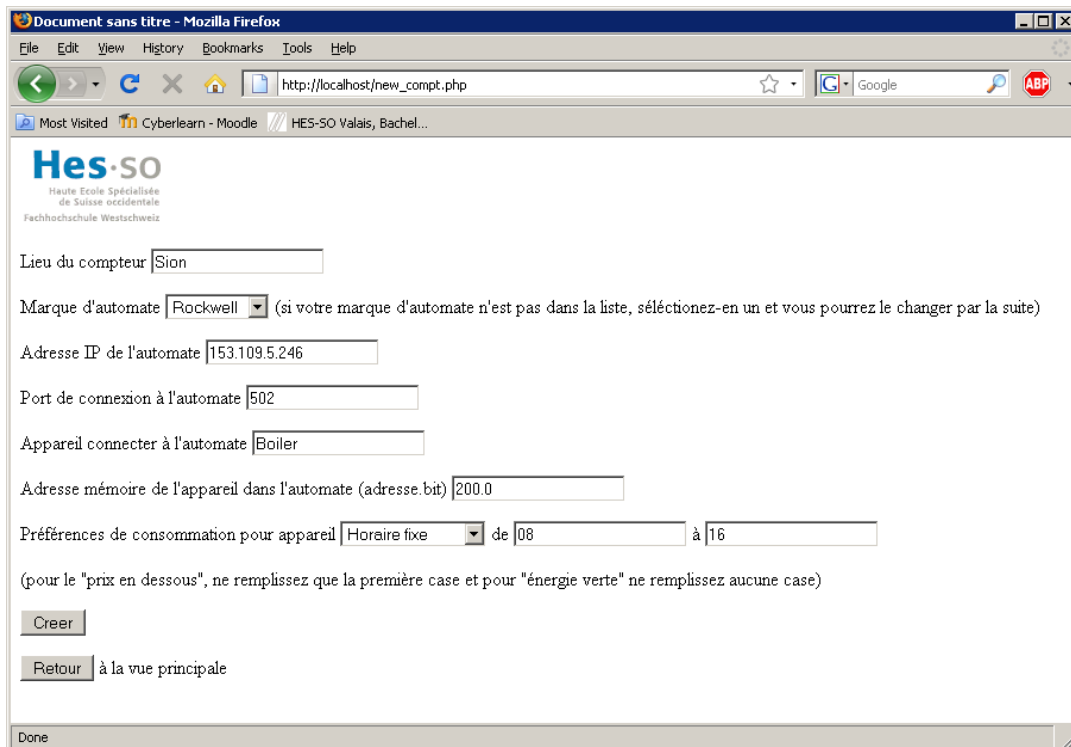 Document sans titre - Mozilla Firefox
File Edit View History Bookmarks Tools Help
http://localhost/new_compt.php G Google ABP
Most Visited Cyberlearn - Moodle HES-SO Valais, Bachel...
Hes·so
Haute Ecole Spécialisée
de Suisse occidentale
Fachhochschule Westschweiz
Lieu du compteur Sion
Marque d'automate Rockwell (si votre marque d'automate n'est pas dans la liste, séléctionez-en un et vous pourrez le changer par la suite)
Adresse IP de l'automate 153.109.5.246
Port de connexion à l'automate 502
Appareil connecter à l'automate Boiler
Adresse mémoire de l'appareil dans l'automate (adresse.bit) 200.0
Préférences de consommation pour appareil Horaire fixe de 08 à 16
(pour le "prix en dessous", ne remplissez que la première case et pour "énergie verte" ne remplissez aucune case)
Creer
Retour à la vue principale
Done